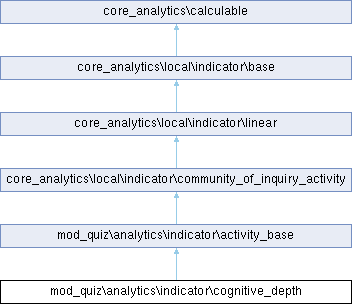 core_analytics\calculable
core_analytics\local\indicator\base
core_analytics\local\indicator\linear
core_analytics\local\indicator\community_of_inquiry_activity
mod_quiz\analytics\indicator\activity_base
mod_quiz\analytics\indicator\cognitive_depth